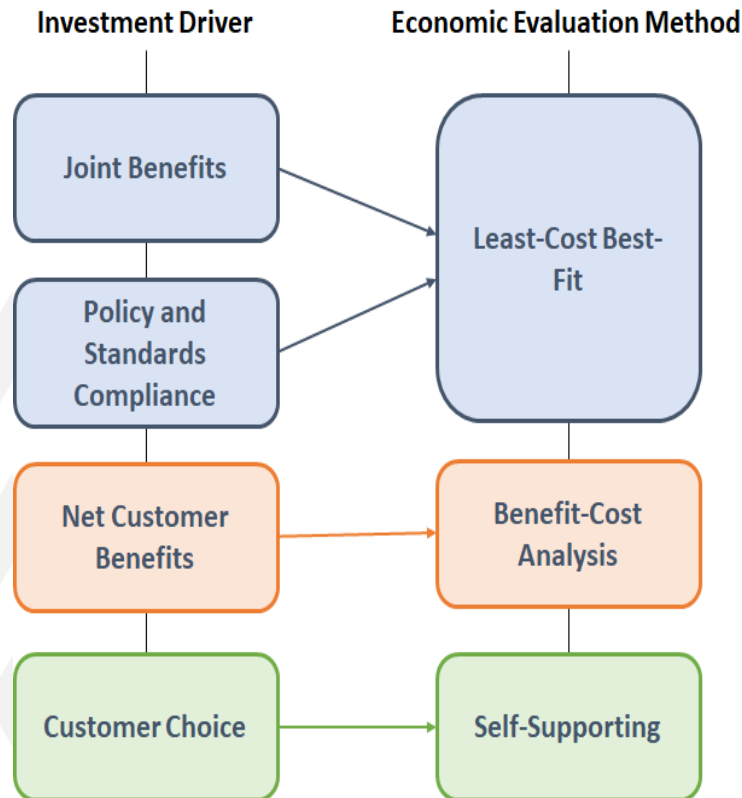 Investment Driver
Economic Evaluation Method
Joint Benefits
Least-Cost Best-
Fit
Policy and
Standards
Compliance
Net Customer
Benefits
Benefit-Cost
Analysis
Customer Choice
Self-Supporting